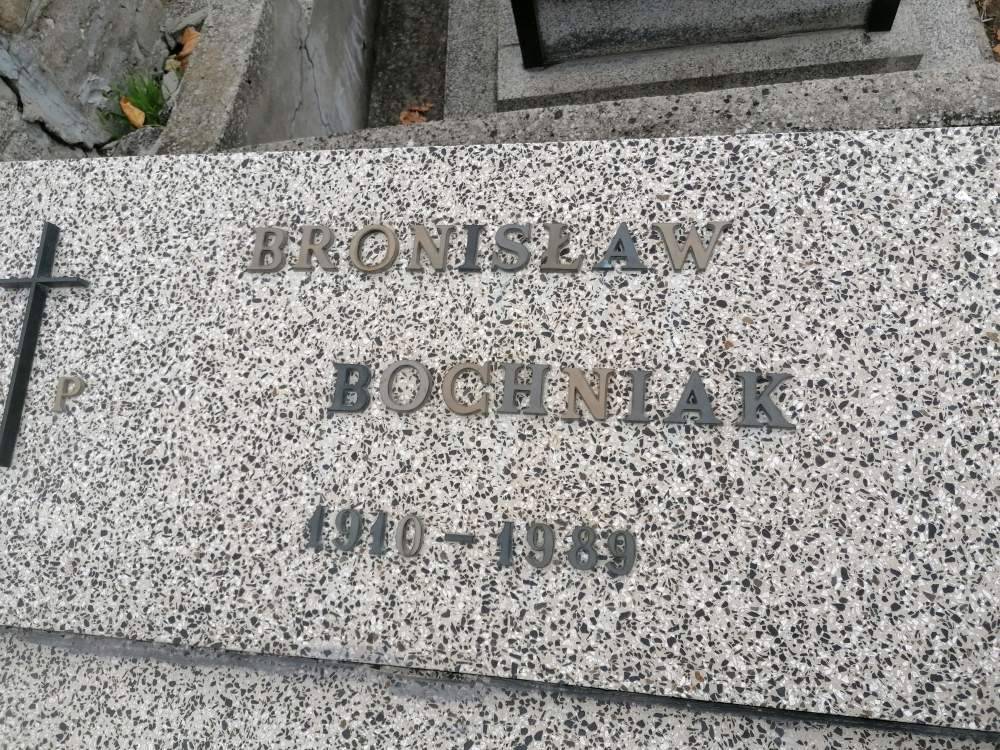 BRONISŁAW
P
BOCHNIAK
1910 - 1989